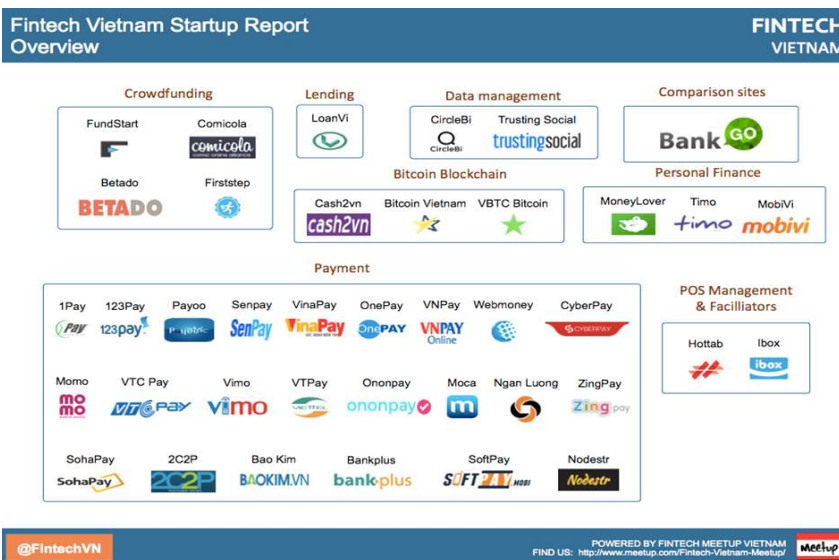 Fintech Vietnam Startup Report
Overview
FINTECH
VIETNAM
Crowdfunding
FundStart
Comicola
comicola
Betado
Firststep
BETADO
Lending
LoanVi
Data management
CircleBi
Trusting Social
CircleBi
trustingsocial
Comparison sites
Bank GO
Bitcoin Blockchain
Cash2vn
Bitcoin Vietnam
VBTC Bitcoin
cash2vn
Personal Finance
MoneyLover
Timo
MobiVi
timo
mobivi
Payment
1Pay
123Pay
Payoo
Senpay
VinaPay
OnePay
VNPay
Webmoney
CyberPay
Pay
123pay
SenPay
VinaPay
OnePAY
VNPAY
Online
CYBERPAY
Momo
VTC Pay
Vimo
VTPay
Ononpay
Moca
Ngan Luong
ZingPay
mo
mo
VTC PAY
vimo
VIETTEL
ononpay
m
Zing pay
SohaPay
2C2P
Bao Kim
Bankplus
SoftPay
Nodestr
SohaPay
2C2P
BAOKIM.VN
bankplus
SOFTPAY.MOBI
Nodestr
POS Management
& Facilliators
Hottab
Ibox
ibox
@FintechVN
POWERED BY FINTECH MEETUP VIETNAM
FIND US: http://www.meetup.com/Fintech-Vietnam-Meetup/
Meetup